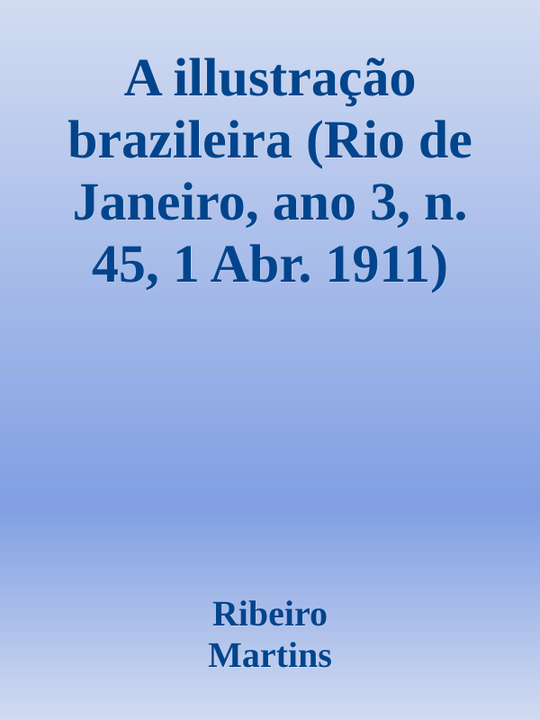 A illustração
brazileira (Rio de
Janeiro, ano 3, n.
45, 1 Abr. 1911)
Ribeiro
Martins